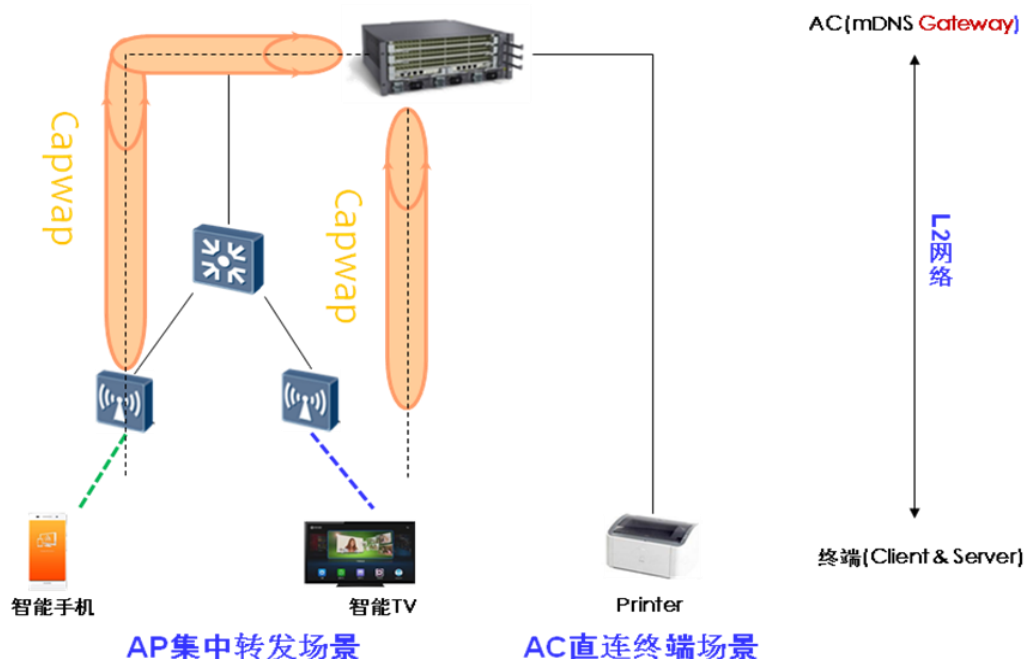 AC(mDNS Gateway)
Capwap
Capwap
L2网络
终端(Client & Server)
智能手机
智能TV
Printer
AP集中转发场景
AC直连终端场景